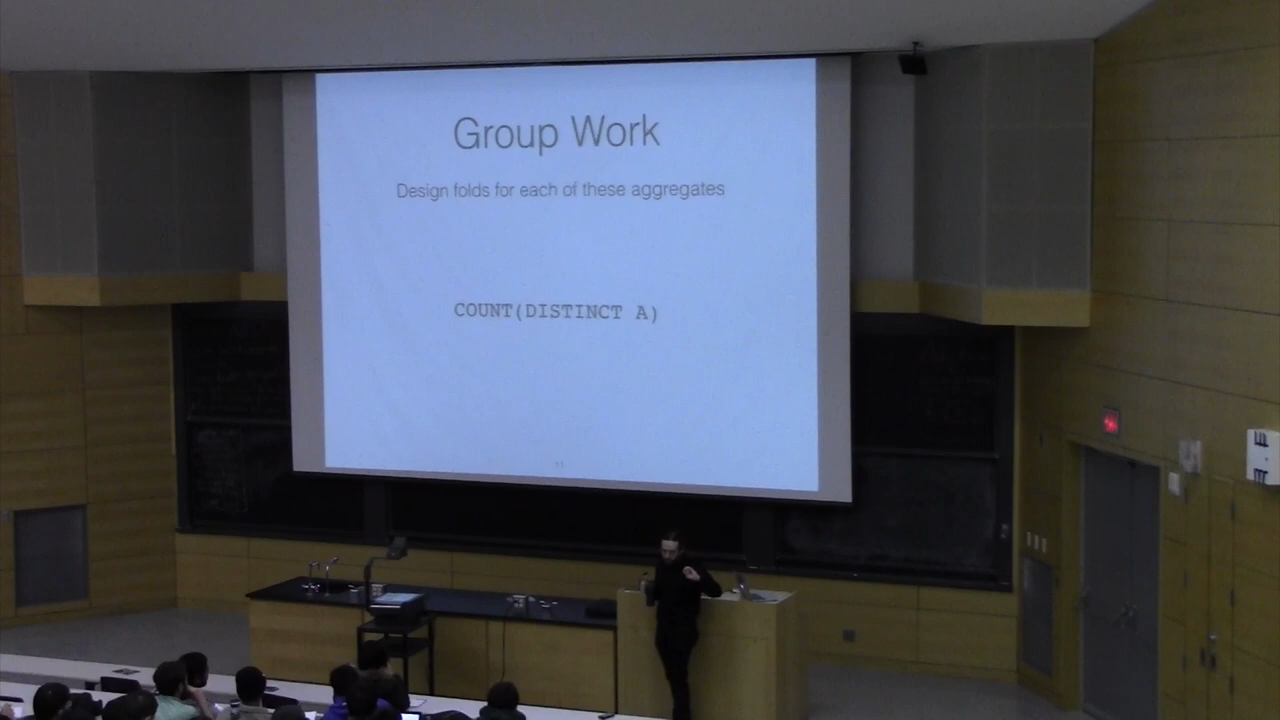 Group Work
Design folds for each of these aggregates
COUNT(DISTINCT A)